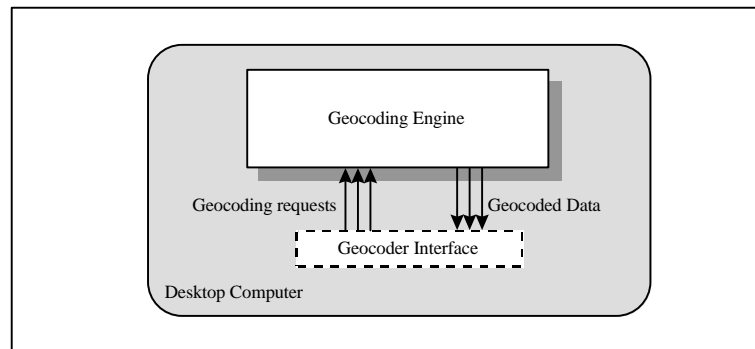 Geocoding Engine
Geocoding requests
Geocoded Data
Geocoder Interface
Desktop Computer